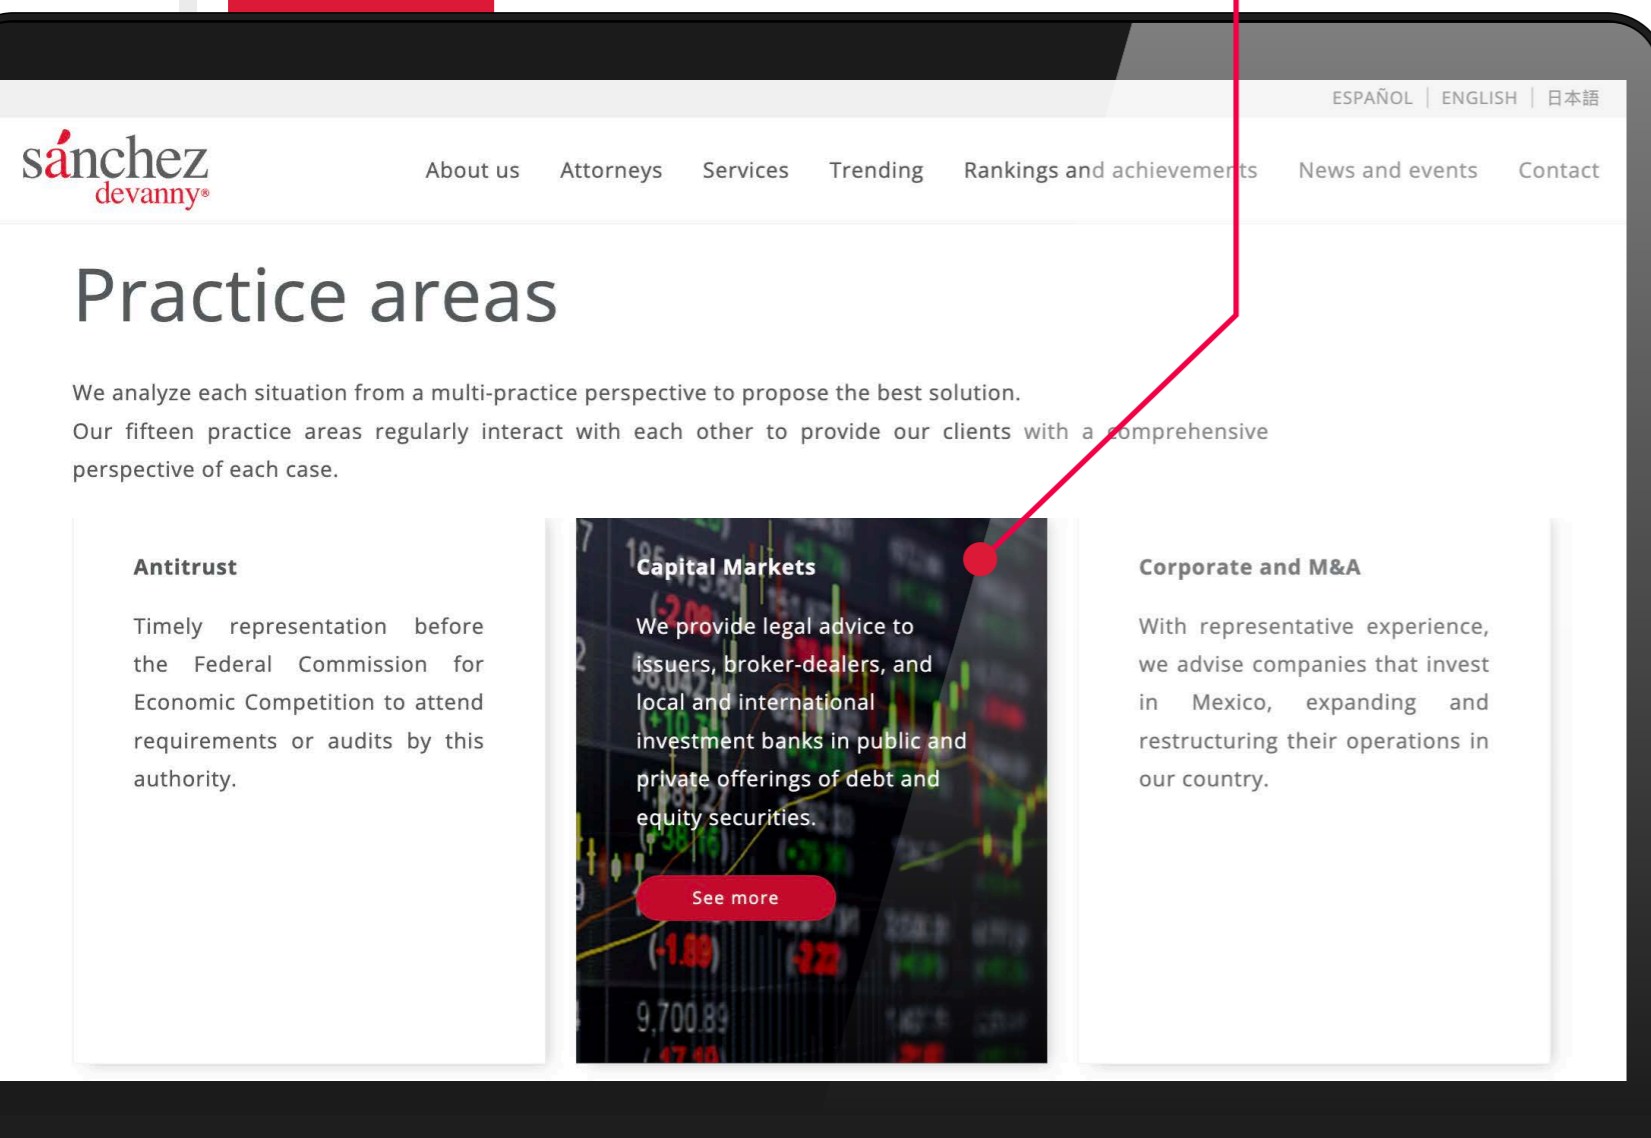 ESPAÑOL | ENGLISH | 日本語
sánchez
devanny®
About us Attorneys Services Trending Rankings and achievements News and events Contact
Practice areas
We analyze each situation from a multi-practice perspective to propose the best solution.
Our fifteen practice areas regularly interact with each other to provide our clients with a comprehensive
perspective of each case.
Antitrust
Timely representation before
the Federal Commission for
Economic Competition to attend
requirements or audits by this
authority.
Capital Markets
We provide legal advice to
issuers, broker-dealers, and
local and international
investment banks in public and
private offerings of debt and
equity securities.
See more
(-1.89)
9,700.89
Corporate and M&A
With representative experience,
we advise companies that invest
in Mexico, expanding and
restructuring their operations in
our country.